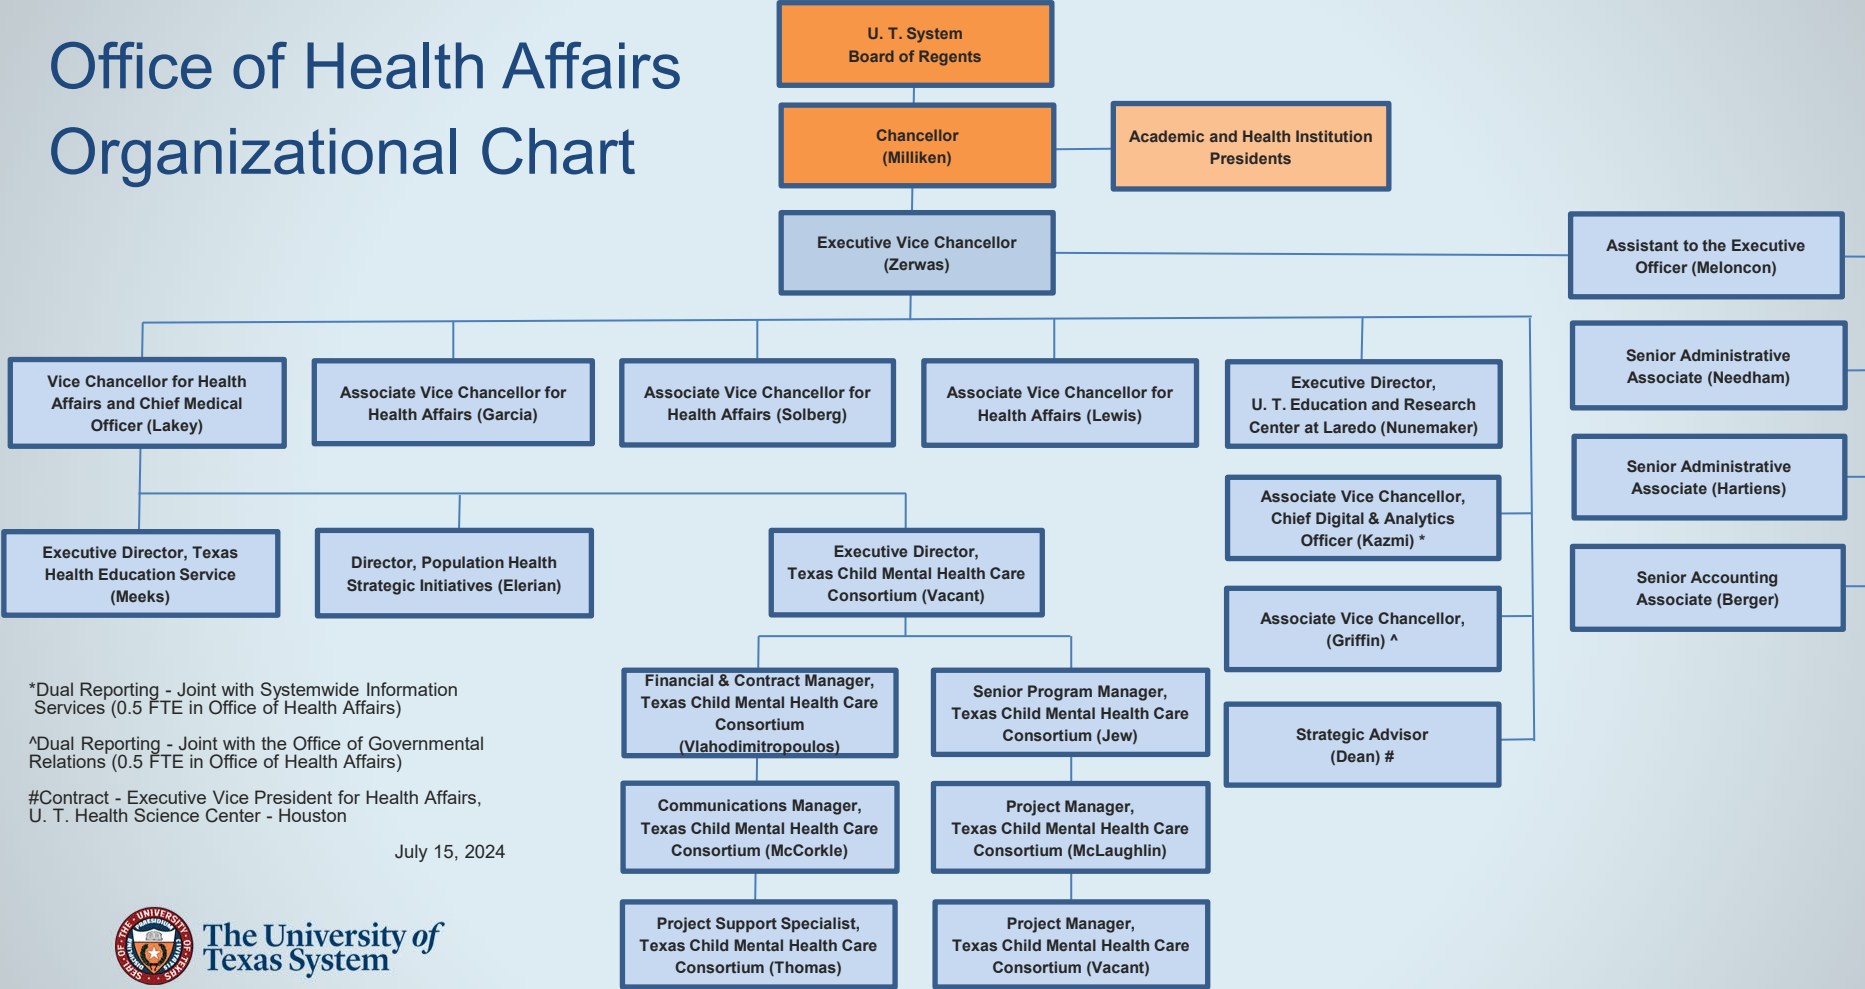 Office of Health Affairs
Organizational Chart
U. T. System
Board of Regents
Chancellor
(Milliken)
Academic and Health Institution
Presidents
Executive Vice Chancellor
(Zerwas)
Assistant to the Executive
Officer (Meloncon)
Senior Administrative
Associate (Needham)
Senior Administrative
Associate (Hartiens)
Senior Accounting
Associate (Berger)
Vice Chancellor for Health
Affairs and Chief Medical
Officer (Lakey)
Associate Vice Chancellor for
Health Affairs (Garcia)
Associate Vice Chancellor for
Health Affairs (Solberg)
Associate Vice Chancellor for
Health Affairs (Lewis)
Executive Director,
U. T. Education and Research
Center at Laredo (Nunemaker)
Associate Vice Chancellor,
Chief Digital & Analytics
Officer (Kazmi) *
Associate Vice Chancellor,
(Griffin) ^
Strategic Advisor
(Dean) #
Executive Director, Texas
Health Education Service
(Meeks)
Director, Population Health
Strategic Initiatives (Elerian)
Executive Director,
Texas Child Mental Health Care
Consortium (Vacant)
Financial & Contract Manager,
Texas Child Mental Health Care
Consortium
(Vlahodimitropoulos)
Senior Program Manager,
Texas Child Mental Health Care
Consortium (Jew)
Communications Manager,
Texas Child Mental Health Care
Consortium (McCorkle)
Project Manager,
Texas Child Mental Health Care
Consortium (McLaughlin)
Project Support Specialist,
Texas Child Mental Health Care
Consortium (Thomas)
Project Manager,
Texas Child Mental Health Care
Consortium (Vacant)
*Dual Reporting - Joint with Systemwide Information
Services (0.5 FTE in Office of Health Affairs)
^Dual Reporting - Joint with the Office of Governmental
Relations (0.5 FTE in Office of Health Affairs)
#Contract - Executive Vice President for Health Affairs,
U. T. Health Science Center - Houston
July 15, 2024
SEAL · OF · THE · UNIVERSITY · OF · TEXAS
PRAESIDIUM
CIVITATIS
DISCIPLINA
The University of
Texas System